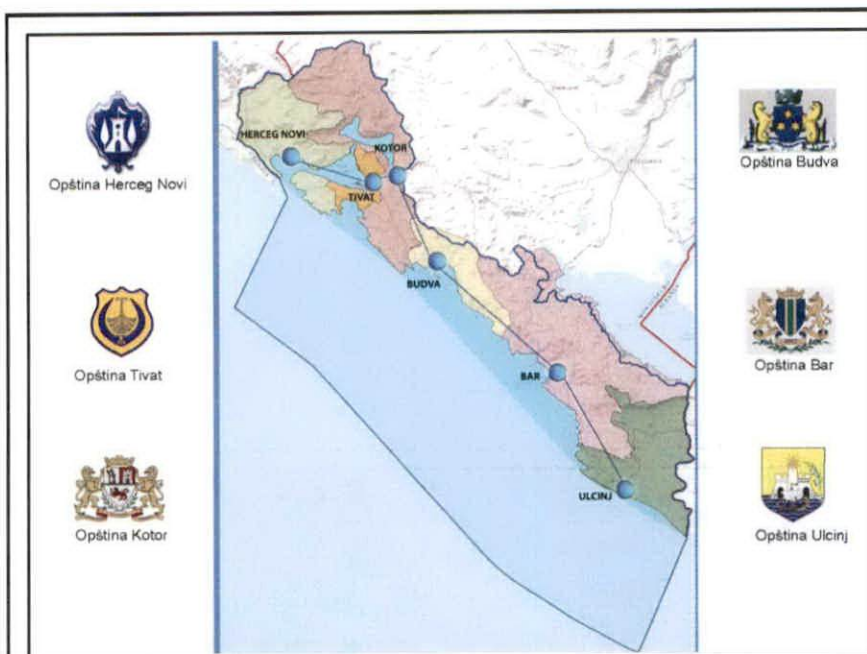 Opština Herceg Novi
Opština Tivat
Opština Kotor
HERCEG NOVI
KOTOR
TIVAT
BUDVA
BAR
ULCINJ
Opština Budva
Opština Bar
Opština Ulcinj